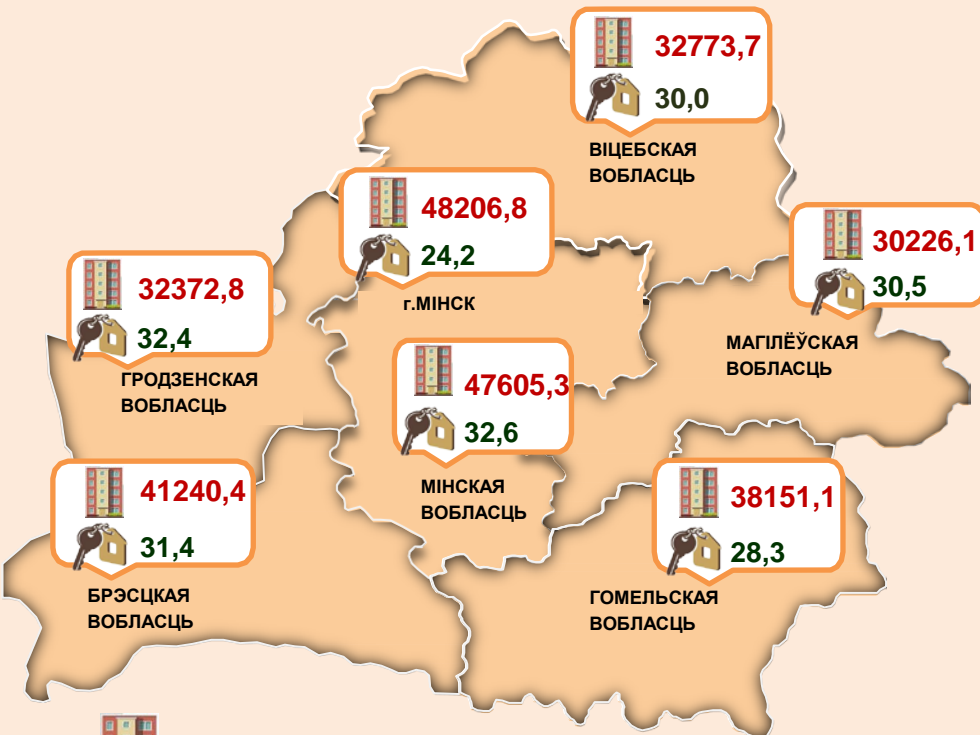 32773,7
30,0
ВІЦЕБСКАЯ
ВОБЛАСЦЬ
48206,8
24,2
г.МІНСК
30226,1
30,5
МАГІЛЁЎСКАЯ
ВОБЛАСЦЬ
32372,8
32,4
ГРОДЗЕНСКАЯ
ВОБЛАСЦЬ
47605,3
32,6
МІНСКАЯ
ВОБЛАСЦЬ
41240,4
31,4
БРЭСЦКАЯ
ВОБЛАСЦЬ
38151,1
28,3
ГОМЕЛЬСКАЯ
ВОБЛАСЦЬ